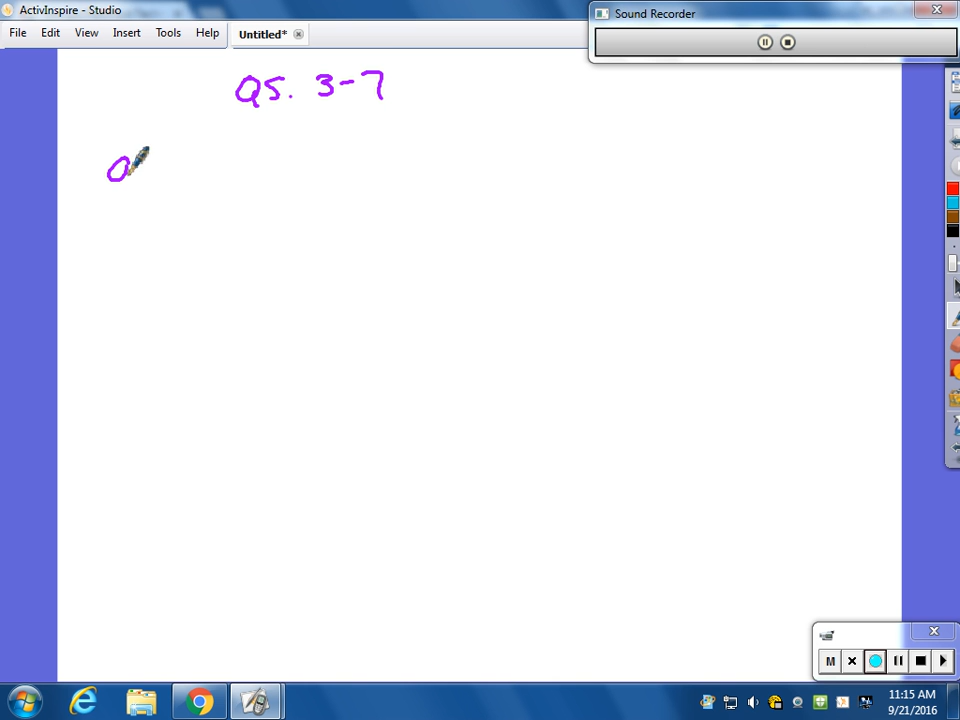 ActivInspire - Studio
Sound Recorder
File Edit View Insert Tools Help Untitled*
Q5. 3-7
M
11:15 AM
9/21/2016